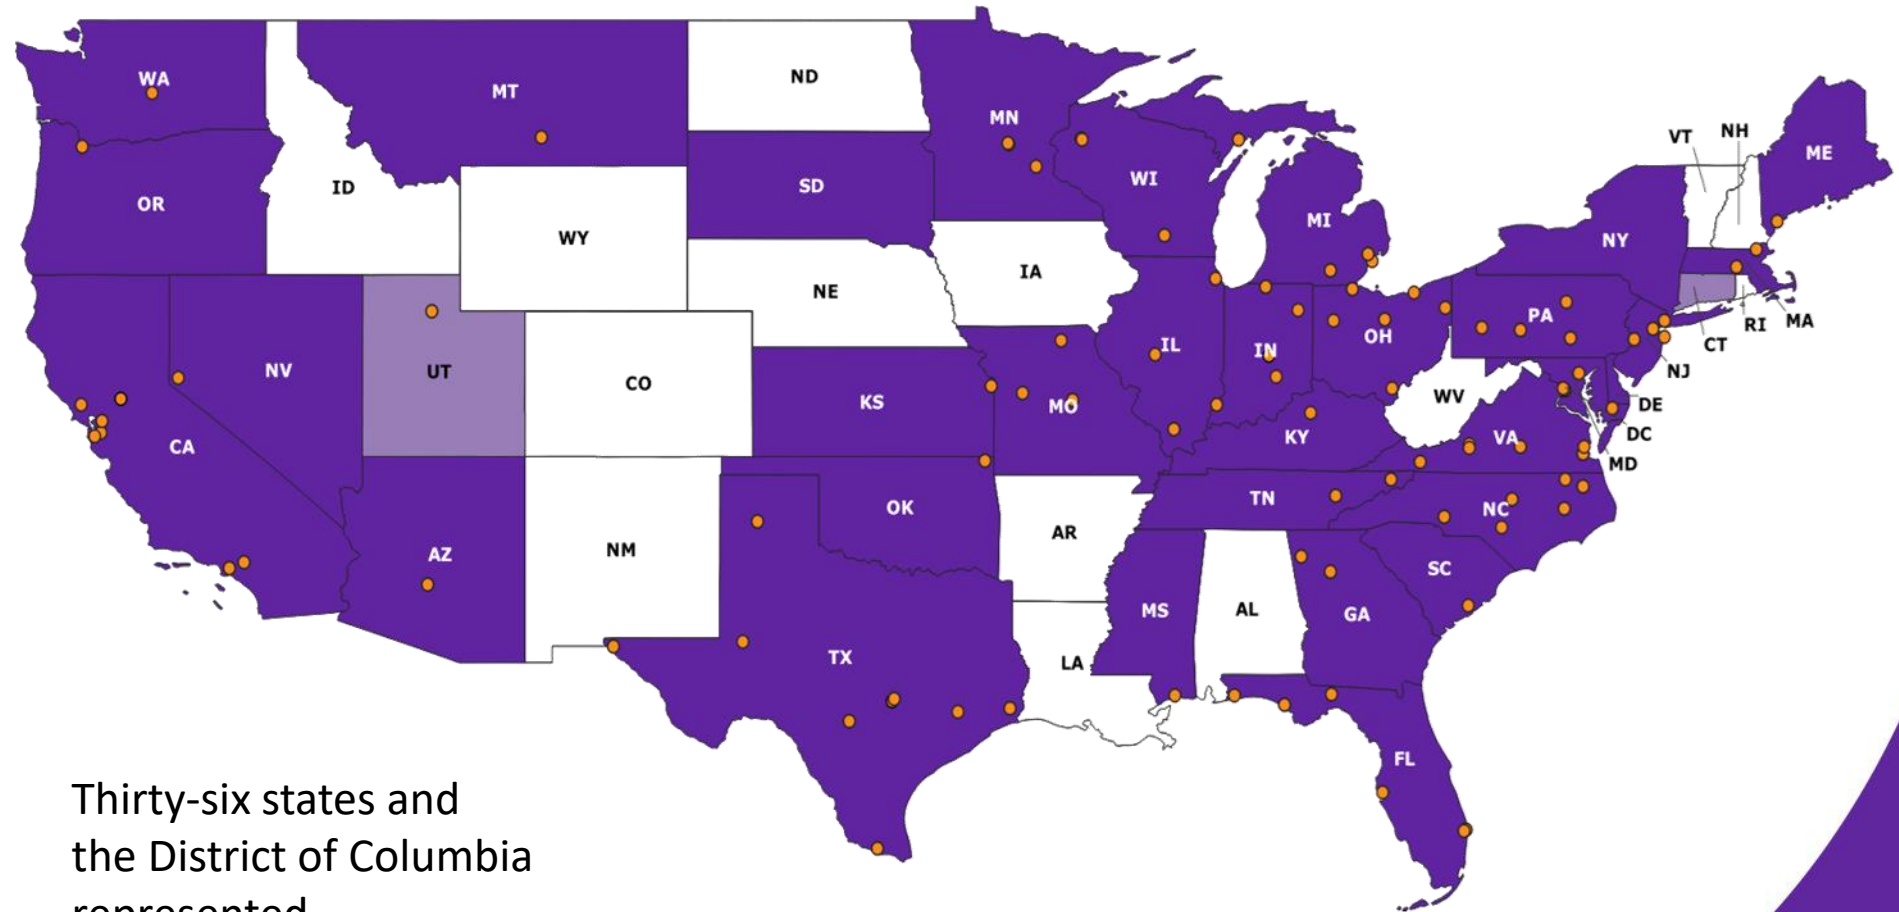 WA
MT
ND
MN
VT
NH
ME
OR
ID
SD
WI
MI
NY
WY
IA
NE
PA
RI
MA
NV
UT
CO
KS
MO
IL
IN
OH
CT
NJ
WV
DE
DC
MD
CA
KY
VA
AZ
NM
OK
AR
TN
NC
SC
TX
LA
MS
AL
GA
FL
Thirty-six states and
the District of Columbia
represented